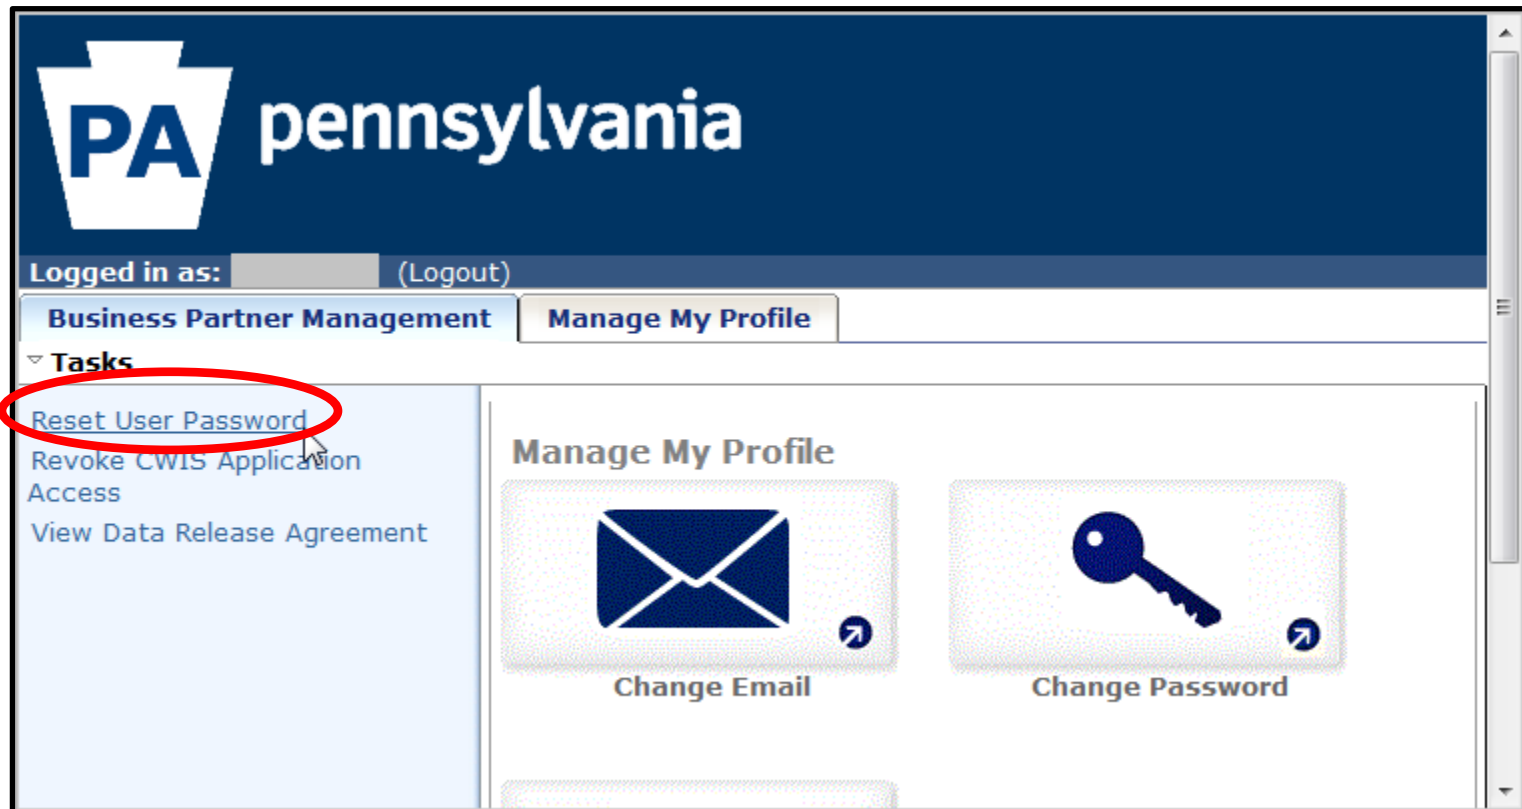 PA pennsylvania
Logged in as: (Logout)
Business Partner Management Manage My Profile
Tasks
Reset User Password
Revoke CWIS Application
Access
View Data Release Agreement
Manage My Profile
Change Email Change Password